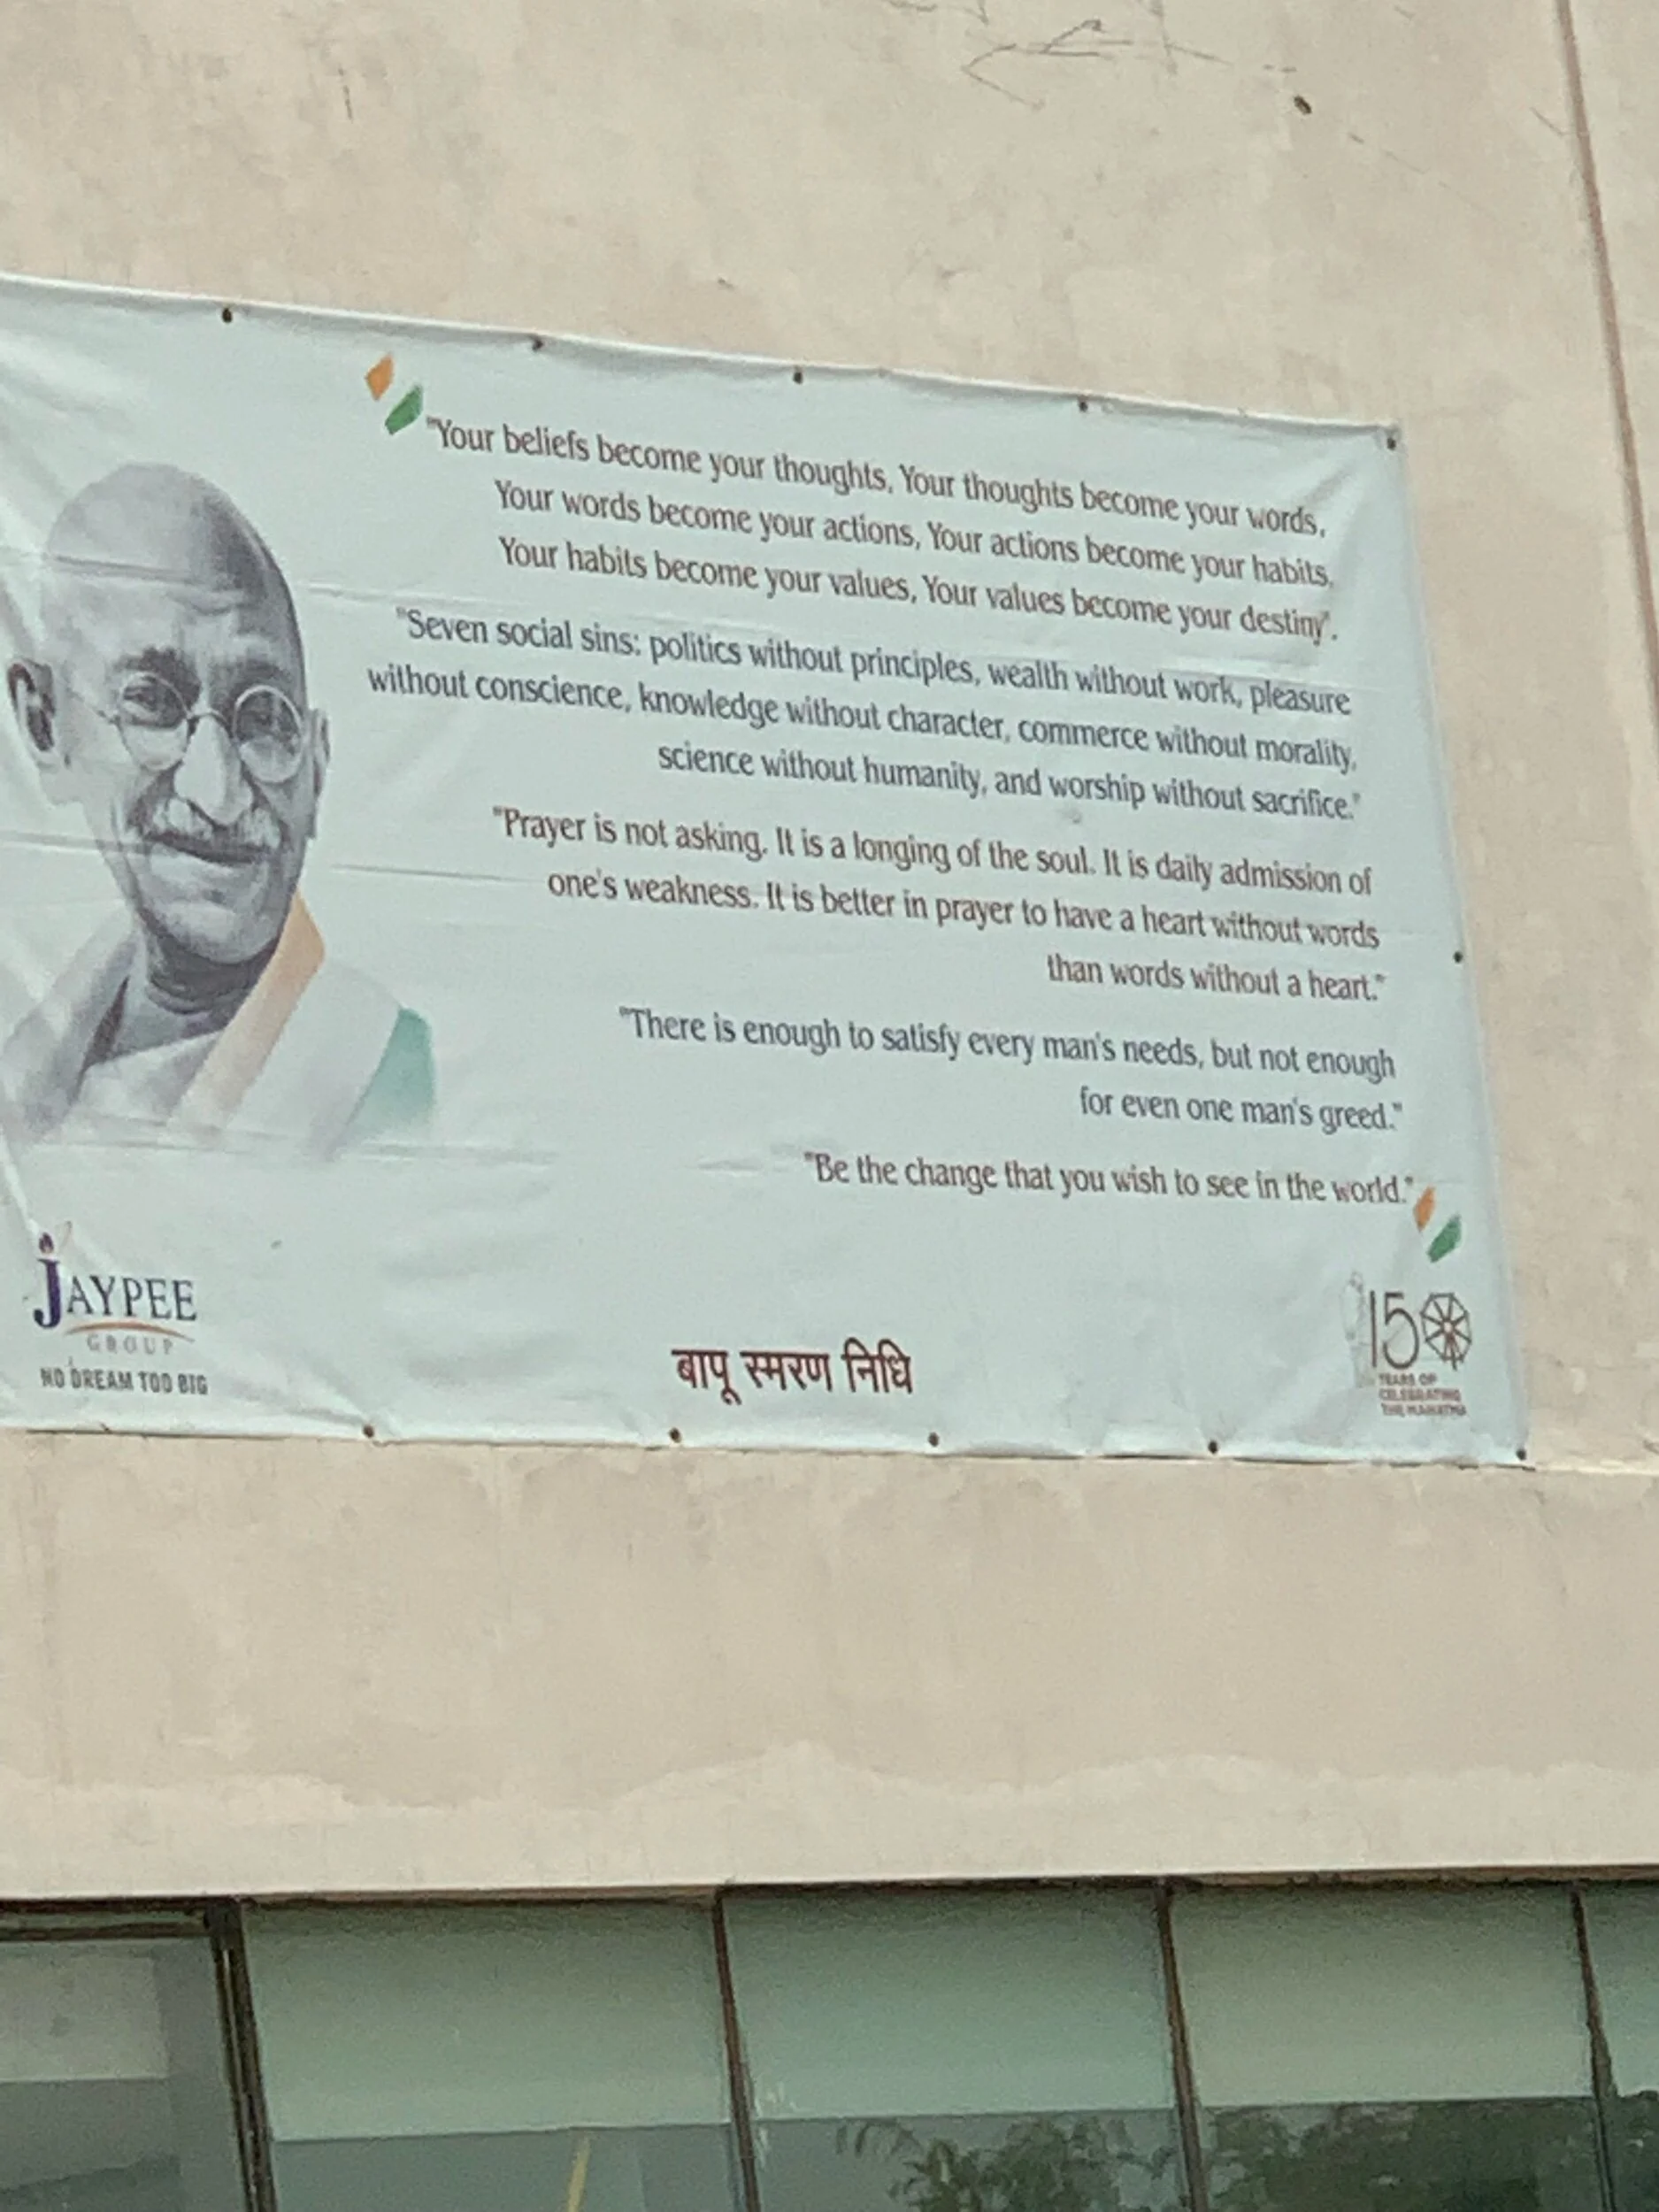 "Your beliefs become your thoughts, Your thoughts become your words,
Your words become your actions, Your actions become your habits,
Your habits become your values, Your values become your destiny".
"Seven social sins: politics without principles, wealth without work, pleasure
without conscience, knowledge without character, commerce without morality,
science without humanity, and worship without sacrifice."
"Prayer is not asking. It is a longing of the soul. It is daily admission of
one's weakness. It is better in prayer to have a heart without words
than words without a heart."
"There is enough to satisfy every man's needs, but not enough
for even one man's greed."
"Be the change that you wish to see in the world."
JAYPEE
GROUP
NO DREAM TOO BIG
बापू स्मरण निधि
150
YEARS OF
CELEBRATING
THE MAHATMA